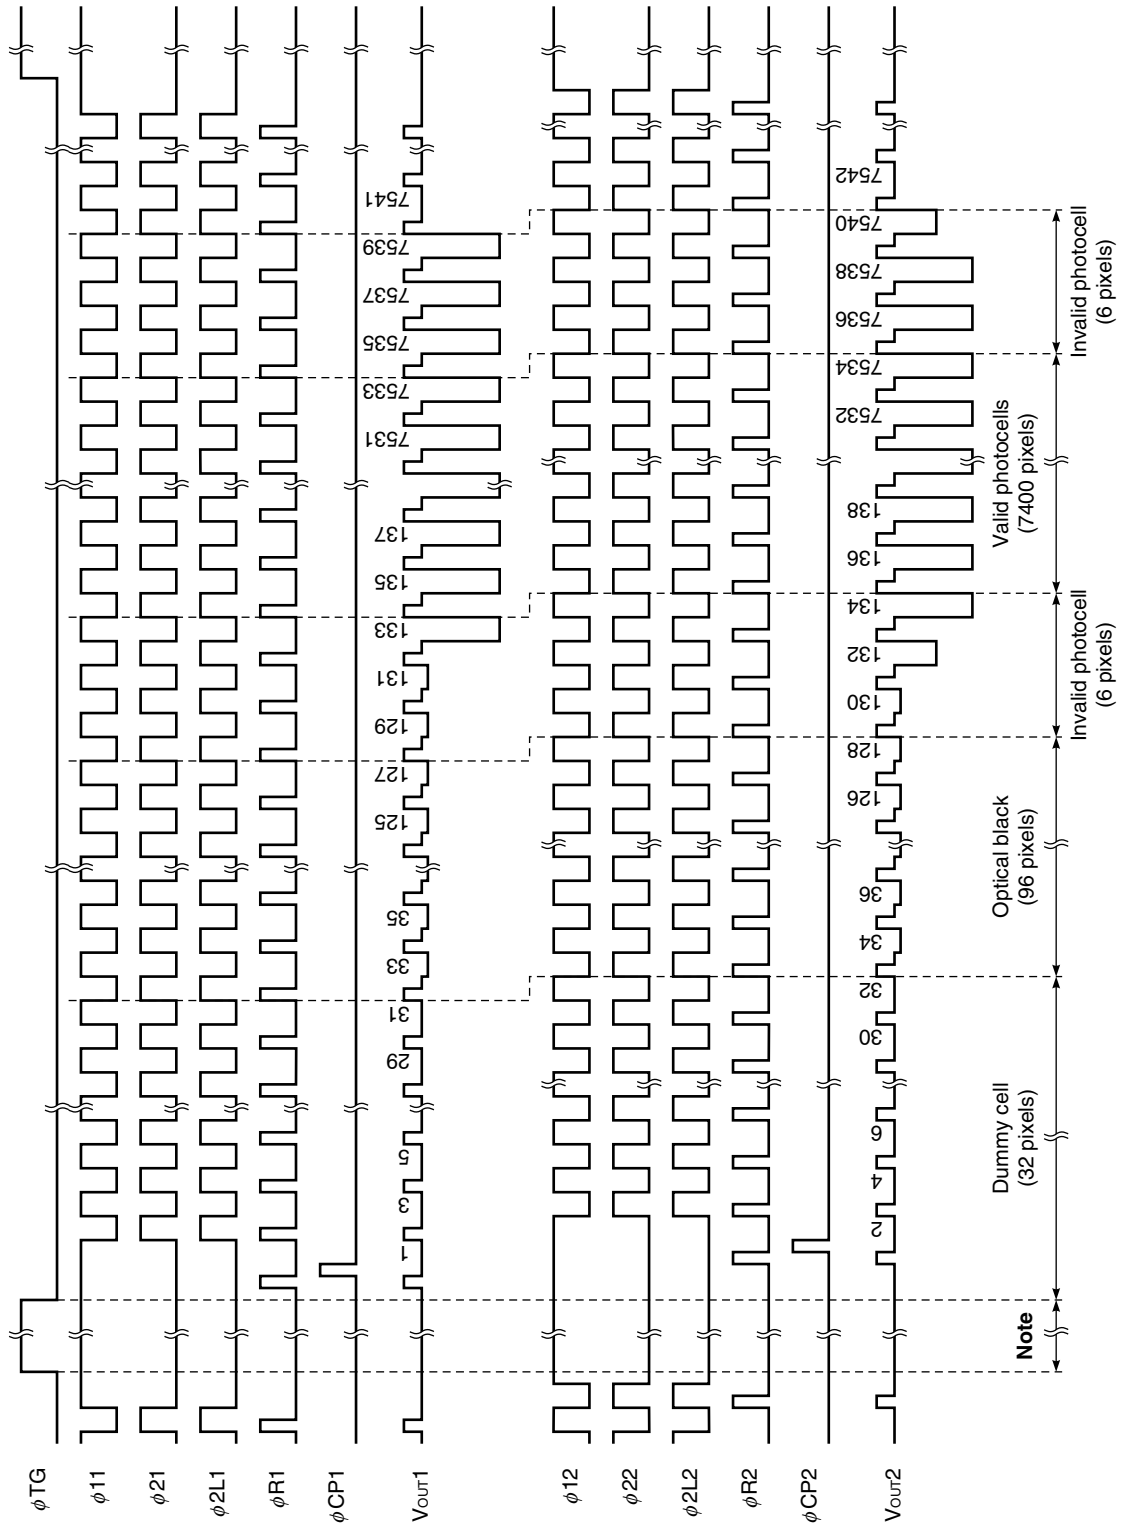 φTG
φ11
φ21
φ2L1
φR1
φCP1
VOUT1
1
3
5
29
31
33
35
125
127
129
131
133
135
137
7531
7533
7535
7537
7539
7541
φ12
φ22
φ2L2
φR2
φCP2
VOUT2
2
4
6
30
32
34
36
126
128
130
132
134
136
138
7532
7534
7536
7538
7540
7542
Note
Dummy cell
(32 pixels)
Optical black
(96 pixels)
Invalid photocell
(6 pixels)
Valid photocells
(7400 pixels)
Invalid photocell
(6 pixels)